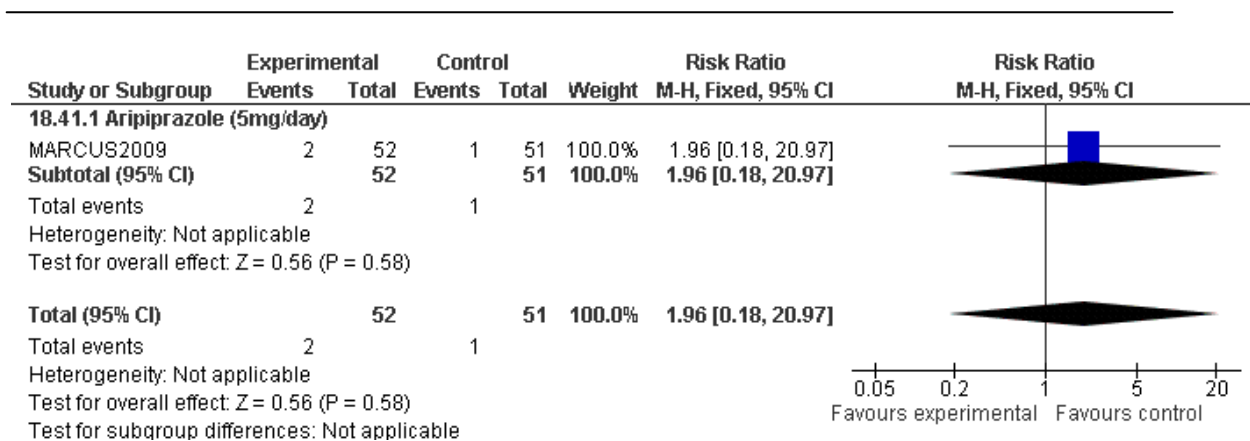 Experimental Control Risk Ratio Risk Ratio
Study or Subgroup Events Total Events Total Weight M-H, Fixed, 95% CI M-H, Fixed, 95% CI
18.41.1 Aripiprazole (5mg/day)
MARCUS2009 2 52 1 51 100.0% 1.96 [0.18, 20.97]
Subtotal (95% CI) 52 51 100.0% 1.96 [0.18, 20.97]
Total events 2 1
Heterogeneity: Not applicable
Test for overall effect: Z = 0.56 (P = 0.58)
Total (95% CI) 52 51 100.0% 1.96 [0.18, 20.97]
Total events 2 1
Heterogeneity: Not applicable
Test for overall effect: Z = 0.56 (P = 0.58)
Test for subgroup differences: Not applicable
0.05 0.2 1 5 20
Favours experimental Favours control